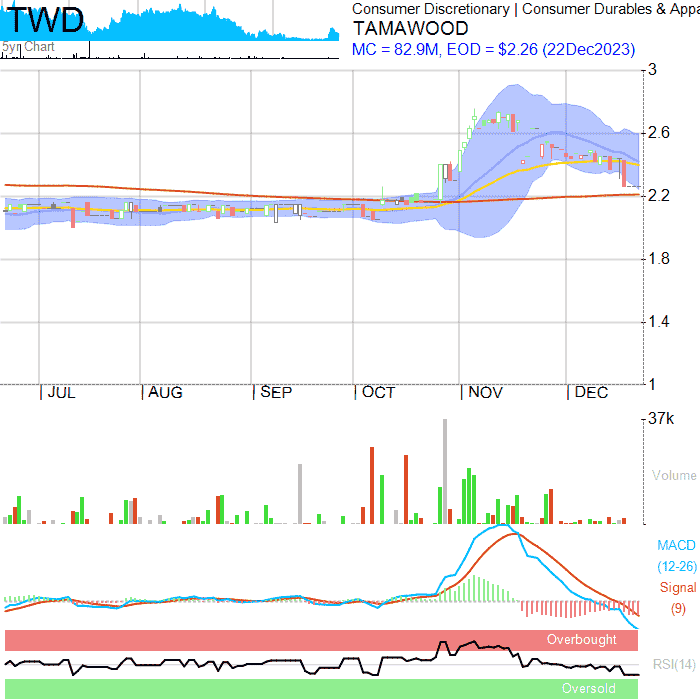 TWD
5yr Chart
Consumer Discretionary | Consumer Durables & Appa
TAMAWOOD
MC = 82.9M, EOD = $2.26 (22Dec2023)
3
2.6
2.2
1.8
1.4
1
JUL AUG SEP OCT NOV DEC
37k
Volume
MACD
(12-26)
Signal
(9)
Overbought
RSI(14)
Oversold